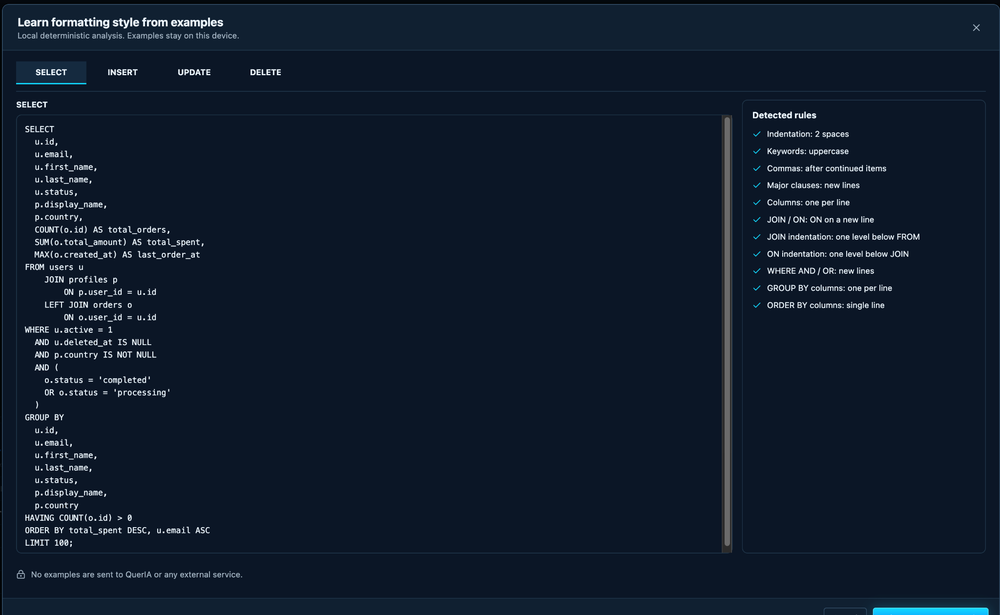 Learn formatting style from examples
Local deterministic analysis. Examples stay on this device.
SELECT
INSERT
UPDATE
DELETE
SELECT
SELECT
  u.id,
  u.email,
  u.first_name,
  u.last_name,
  u.status,
  p.display_name,
  p.country,
  COUNT(o.id) AS total_orders,
  SUM(o.total_amount) AS total_spent,
  MAX(o.created_at) AS last_order_at
FROM users u
    JOIN profiles p
        ON p.user_id = u.id
    LEFT JOIN orders o
        ON o.user_id = u.id
WHERE u.active = 1
  AND u.deleted_at IS NULL
  AND p.country IS NOT NULL
  AND (
    o.status = 'completed'
    OR o.status = 'processing'
  )
GROUP BY
  u.id,
  u.email,
  u.first_name,
  u.last_name,
  u.status,
  p.display_name,
  p.country
HAVING COUNT(o.id) > 0
ORDER BY total_spent DESC, u.email ASC
LIMIT 100;
Detected rules
Indentation: 2 spaces
Keywords: uppercase
Commas: after continued items
Major clauses: new lines
Columns: one per line
JOIN / ON: ON on a new line
JOIN indentation: one level below FROM
ON indentation: one level below JOIN
WHERE AND / OR: new lines
GROUP BY columns: one per line
ORDER BY columns: single line
No examples are sent to QuerIA or any external service.